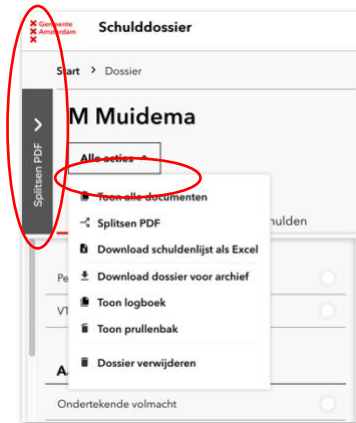 Gemeente
Amsterdam
Schulddossier
Start > Dossier
M Muidema
Splitsen PDF
Alle acties
Toon alle documenten
Splitsen PDF
hulden
Download schuldenlijst als Excel
Download dossier voor archief
Pe
Toon logboek
VT
Toon prullenbak
Dossier verwijderen
A
Ondertekende volmacht